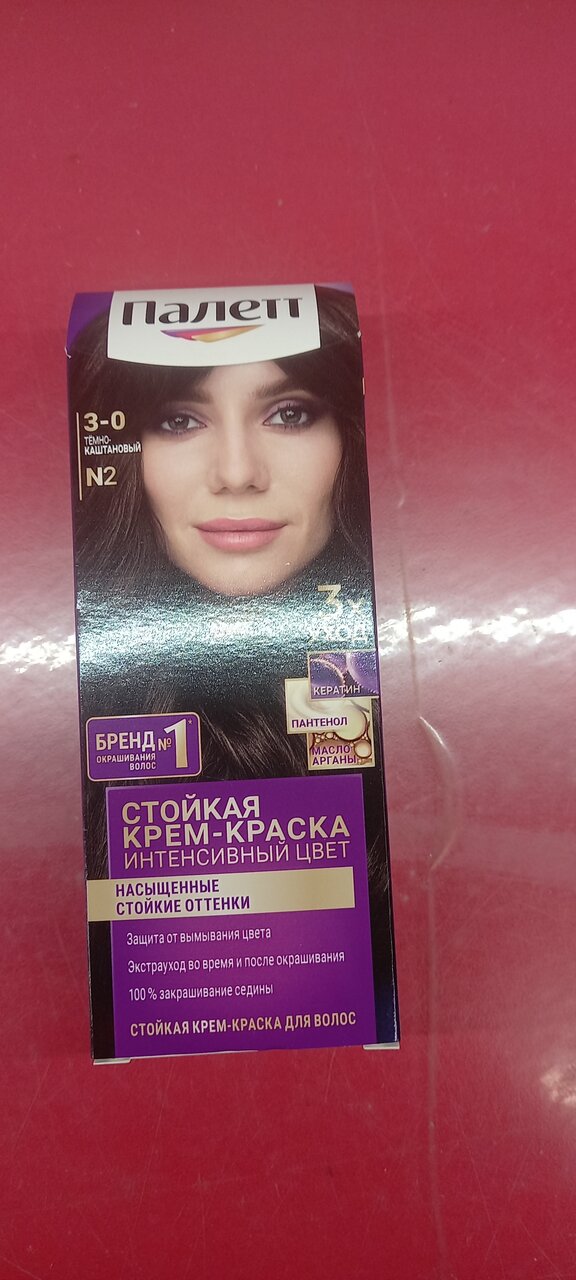 Палетт
3-0
ТЁМНО-
КАШТАНОВЫЙ
N2
3х
УХОД
КЕРАТИН
ПАНТЕНОЛ
МАСЛО
АРГАНЫ
БРЕНД №1*
ОКРАШИВАНИЯ
ВОЛОС
СТОЙКАЯ
КРЕМ-КРАСКА
ИНТЕНСИВНЫЙ ЦВЕТ
НАСЫЩЕННЫЕ
СТОЙКИЕ ОТТЕНКИ
Защита от вымывания цвета
Экстрауход во время и после окрашивания
100 % закрашивание седины
СТОЙКАЯ КРЕМ-КРАСКА ДЛЯ ВОЛОС